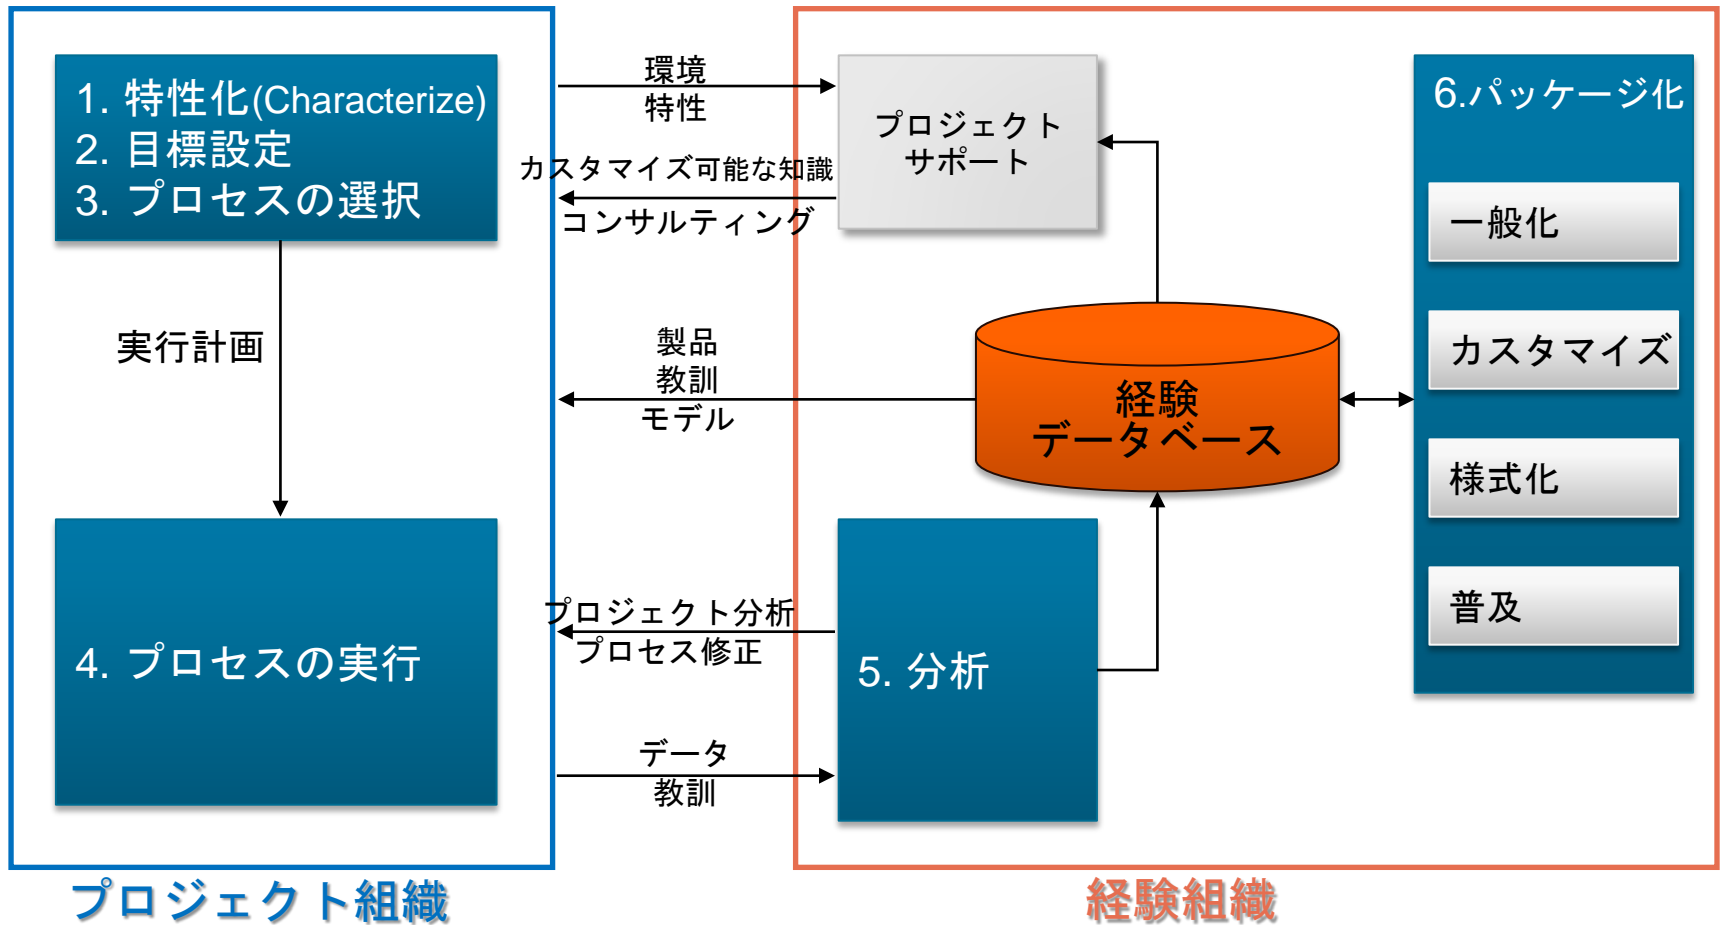 1. 特性化(Characterize)
2. 目標設定
3. プロセスの選択
実行計画
4. プロセスの実行
プロジェクト組織
環境
特性
カスタマイズ可能な知識
コンサルティング
製品
教訓
モデル
プロジェクト分析
プロセス修正
データ
教訓
プロジェクト
サポート
経験
データベース
5. 分析
6.パッケージ化
一般化
カスタマイズ
様式化
普及
経験組織